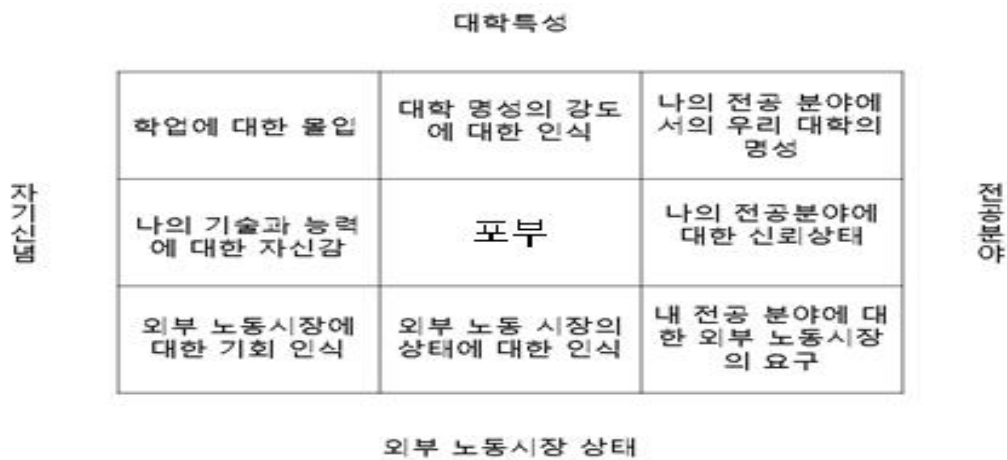 대학특성
학업에 대한 몰입
대학 명성의 강도
에 대한 인식
나의 전공 분야에
서의 우리 대학의
명성
자기신념
나의 기술과 능력
에 대한 자신감
포부
나의 전공분야에
대한 신뢰상태
전공분야
외부 노동시장에
대한 기회 인식
외부 노동 시장의
상태에 대한 인식
내 전공 분야에 대
한 외부 노동시장
의 요구
외부 노동시장 상태